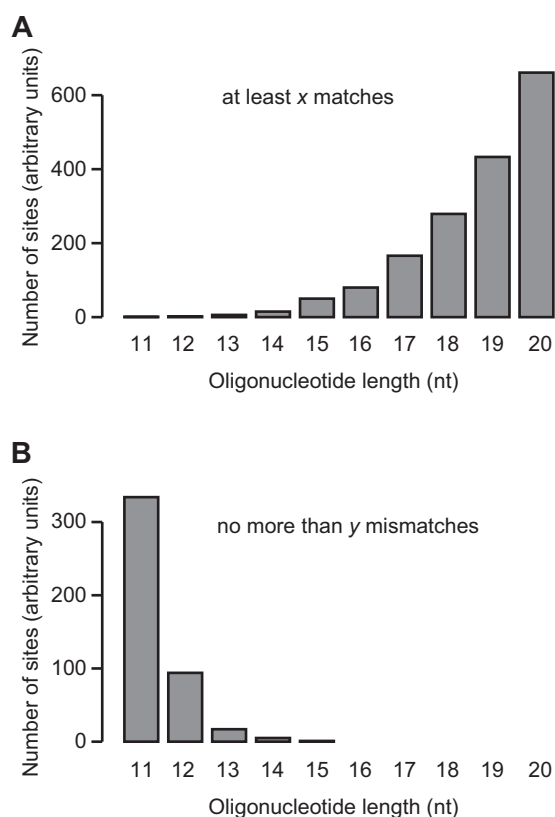 A
Number of sites (arbitrary units)
at least x matches
600
400
200
0
11 12 13 14 15 16 17 18 19 20
Oligonucleotide length (nt)
B
Number of sites (arbitrary units)
no more than y mismatches
300
200
100
0
11 12 13 14 15 16 17 18 19 20
Oligonucleotide length (nt)